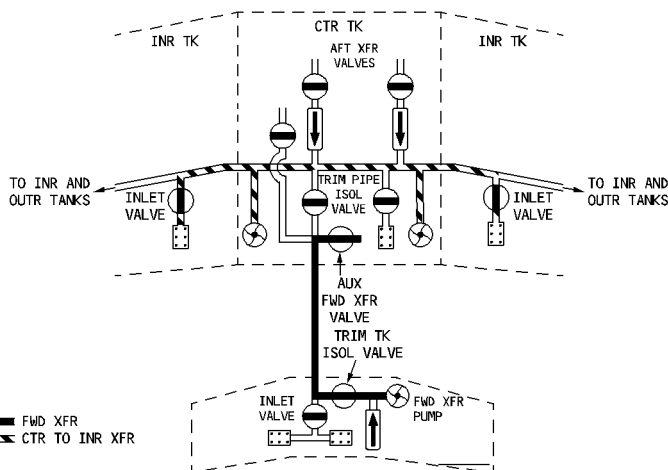 CTR TK
INR TK
INR TK
AFT XFR
VALVES
TO INR AND
OUTR TANKS
INLET
VALVE
TRIM PIPE
ISOL
VALVE
INLET
VALVE
TO INR AND
OUTR TANKS
AUX
FWD XFR
VALVE
TRIM TK
ISOL VALVE
INLET
VALVE
FWD XFR
PUMP
FWD XFR
CTR TO INR XFR